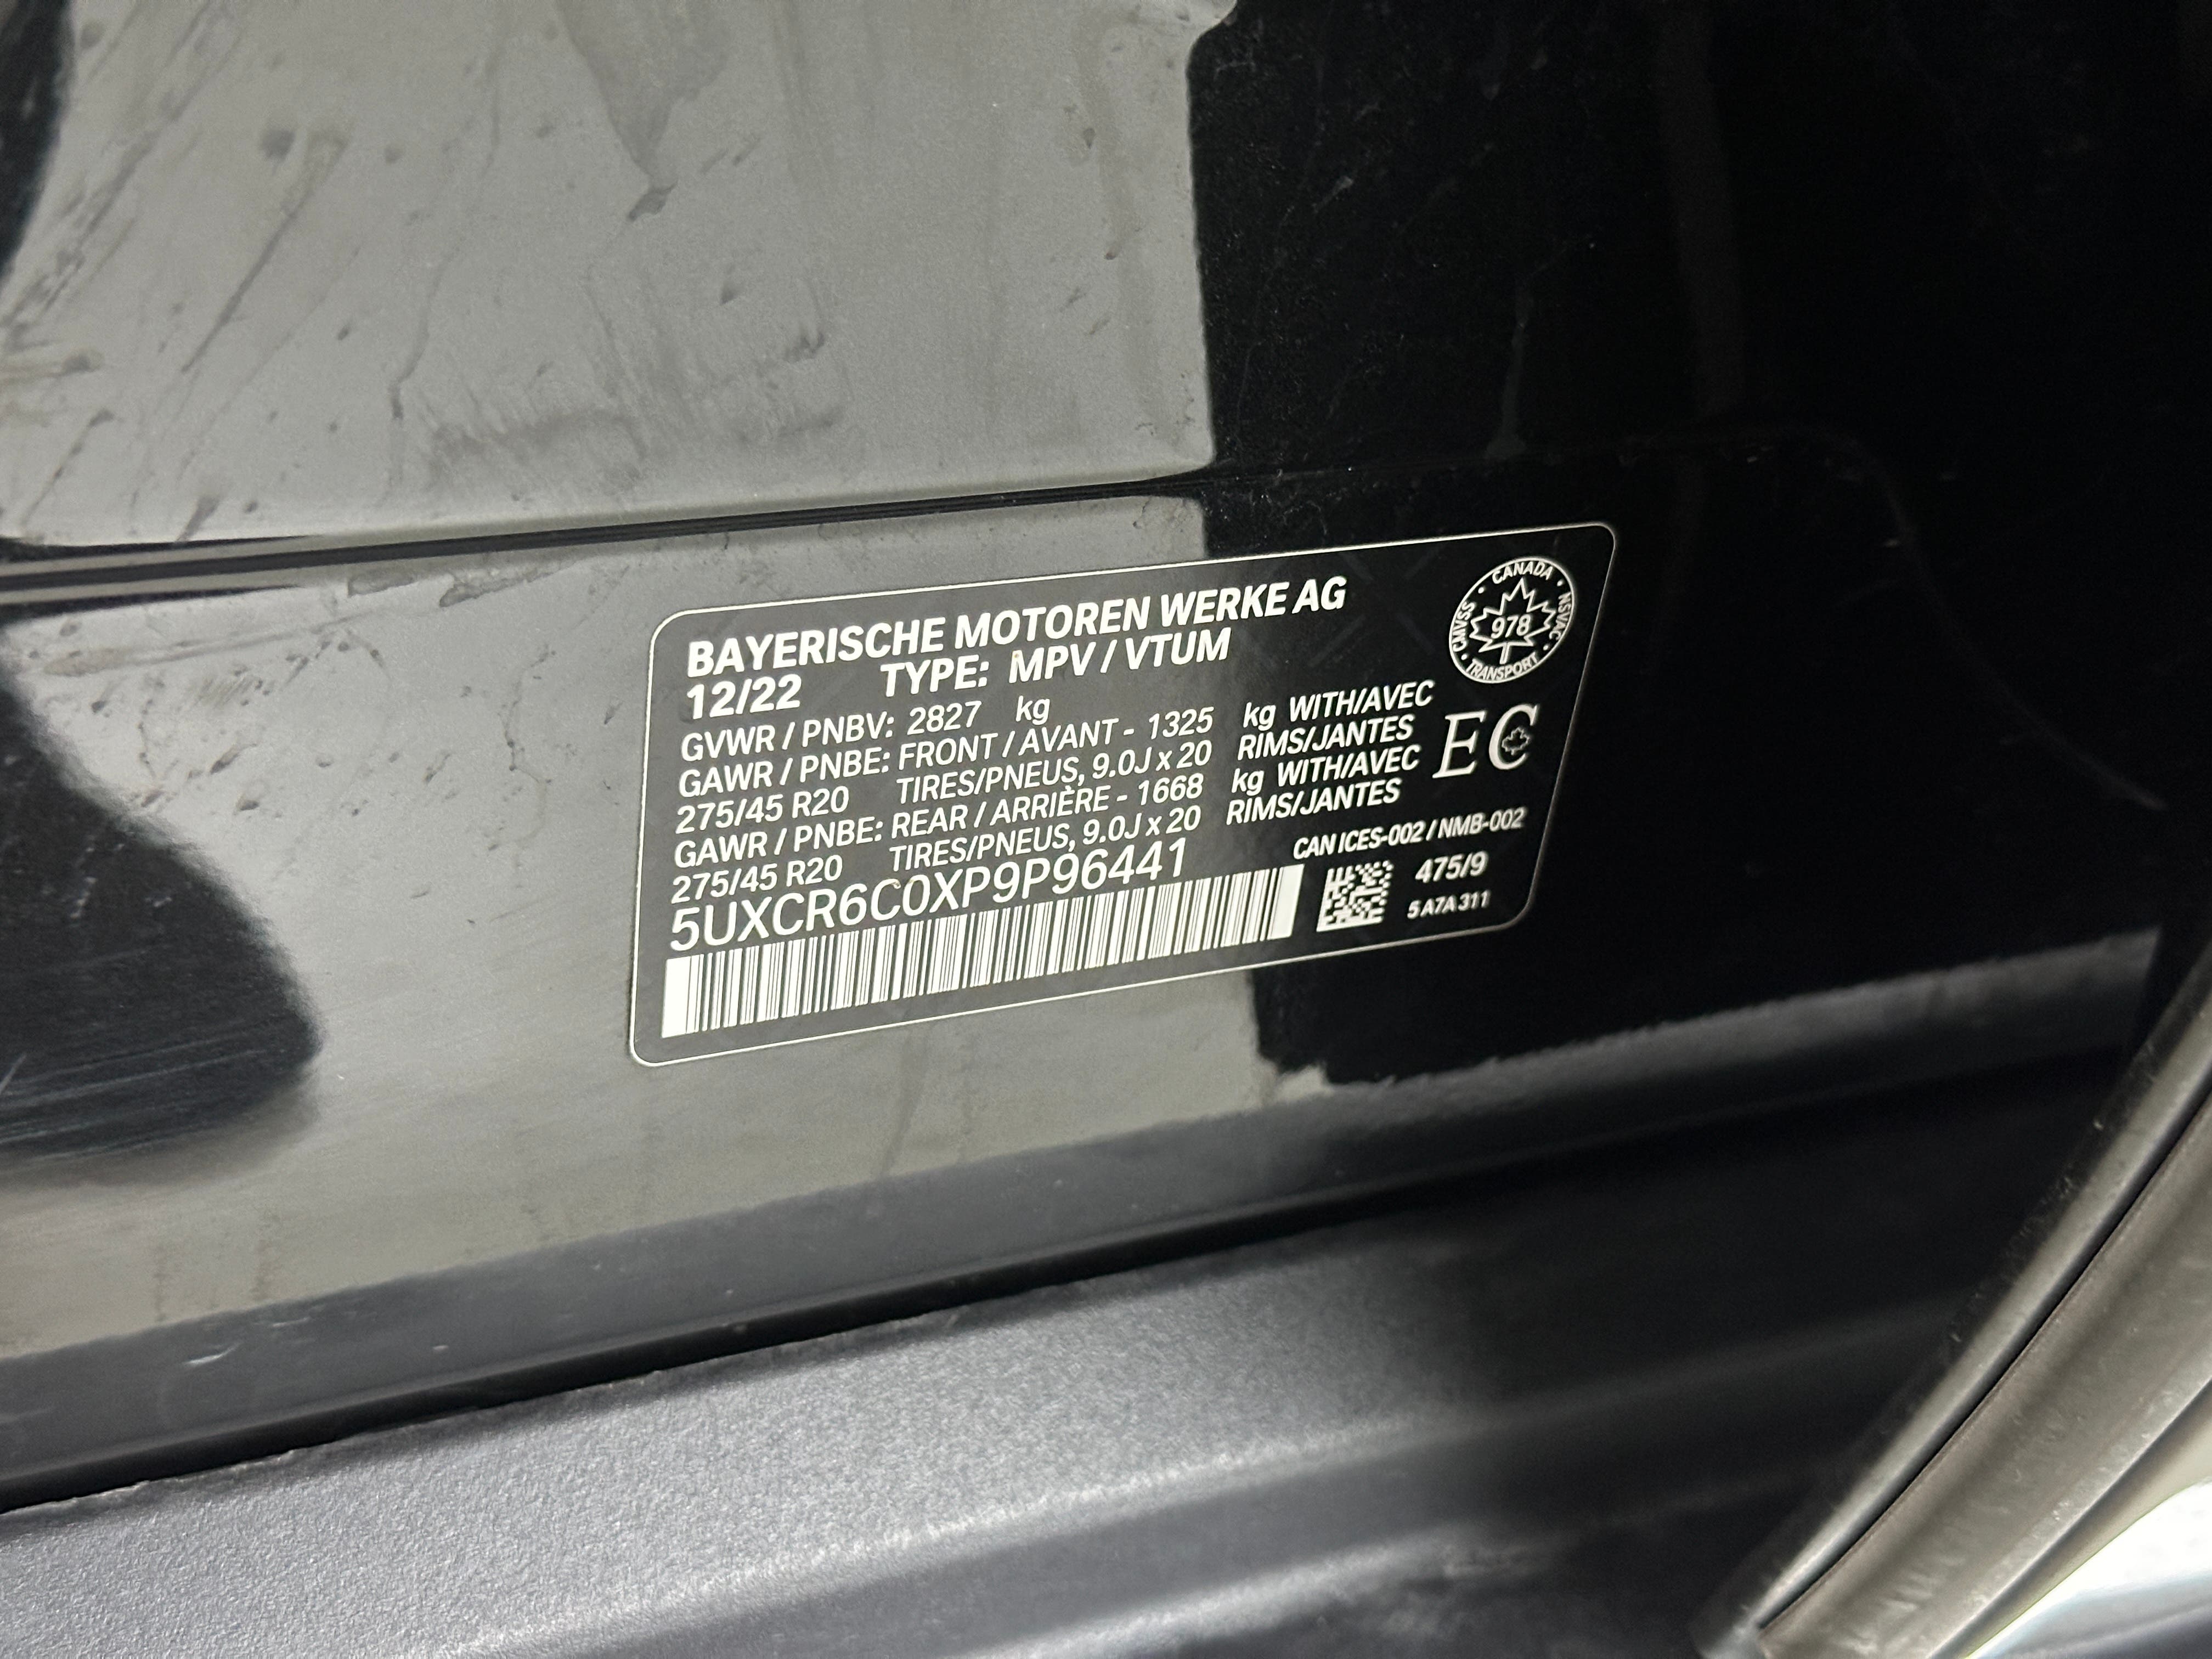 BAYERISCHE MOTOREN WERKE AG
12/22 TYPE: MPV / VTUM
GVWR / PNBV: 2827 kg
GAWR / PNBE: FRONT / AVANT - 1325 kg WITH/AVEC
275/45 R20 TIRES/PNEUS, 9.0J x 20 RIMS/JANTES
GAWR / PNBE: REAR / ARRIÈRE - 1668 kg WITH/AVEC
275/45 R20 TIRES/PNEUS, 9.0J x 20 RIMS/JANTES
5UXCR6C0XP9P96441
CANADA
NSVAC
TRANSPORT
CMVSS
978
EC
CAN ICES-002 / NMB-002
475/9
5 A7A 311